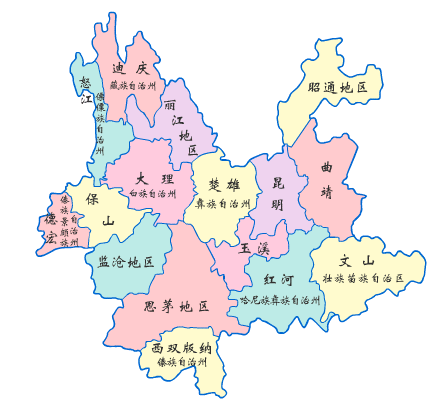 迪庆
藏族自治州
怒江
傈僳族自治州
丽江地区
昭通地区
大理
白族自治州
楚雄
彝族自治州
昆明
曲靖
保山
德宏
傣族景颇族
自治州
监沧地区
玉溪
红河
哈尼族彝族自治州
文山
壮族苗族自治区
思茅地区
西双版纳
傣族自治州